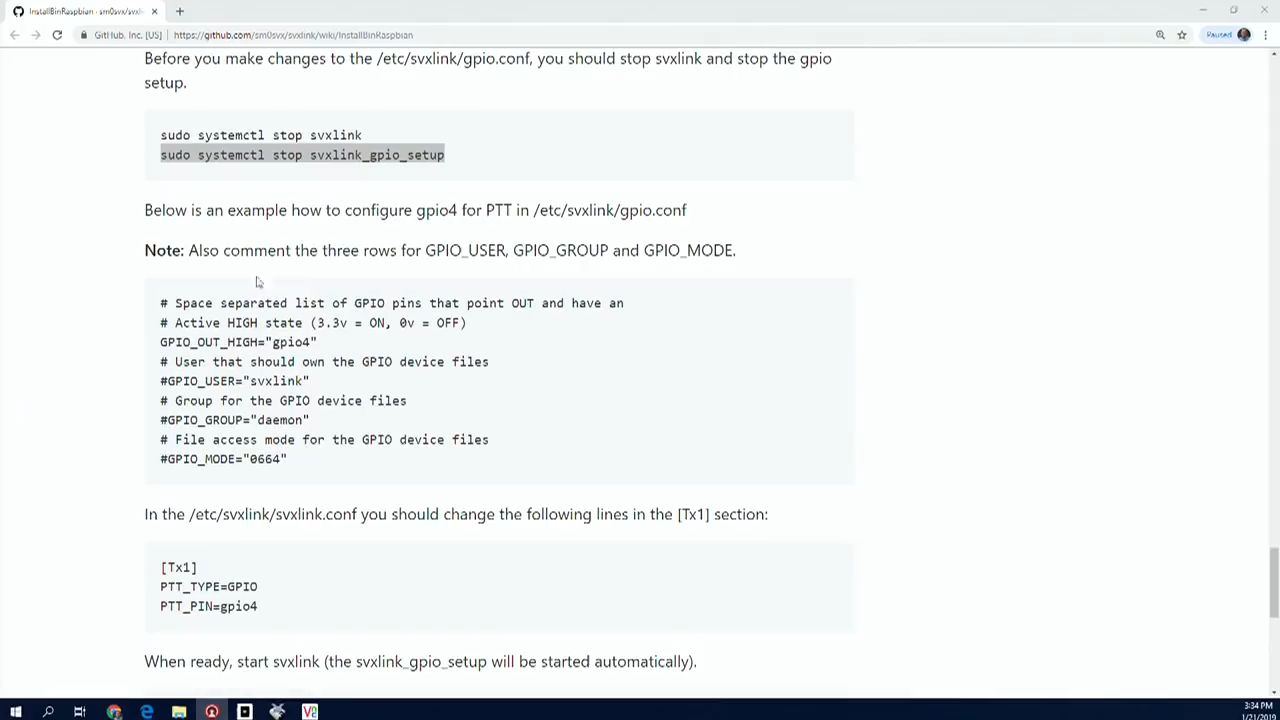 InstallBinRaspbian · sm0svx/svxli
GitHub, Inc. [US] | https://github.com/sm0svx/svxlink/wiki/InstallBinRaspbian
Paused
Before you make changes to the /etc/svxlink/gpio.conf, you should stop svxlink and stop the gpio
setup.
sudo systemctl stop svxlink
sudo systemctl stop svxlink_gpio_setup
Below is an example how to configure gpio4 for PTT in /etc/svxlink/gpio.conf
Note: Also comment the three rows for GPIO_USER, GPIO_GROUP and GPIO_MODE.
# Space separated list of GPIO pins that point OUT and have an
# Active HIGH state (3.3v = ON, 0v = OFF)
GPIO_OUT_HIGH="gpio4"
# User that should own the GPIO device files
#GPIO_USER="svxlink"
# Group for the GPIO device files
#GPIO_GROUP="daemon"
# File access mode for the GPIO device files
#GPIO_MODE="0664"
In the /etc/svxlink/svxlink.conf you should change the following lines in the [Tx1] section:
[Tx1]
PTT_TYPE=GPIO
PTT_PIN=gpio4
When ready, start svxlink (the svxlink_gpio_setup will be started automatically).
3:34 PM
1/21/2019